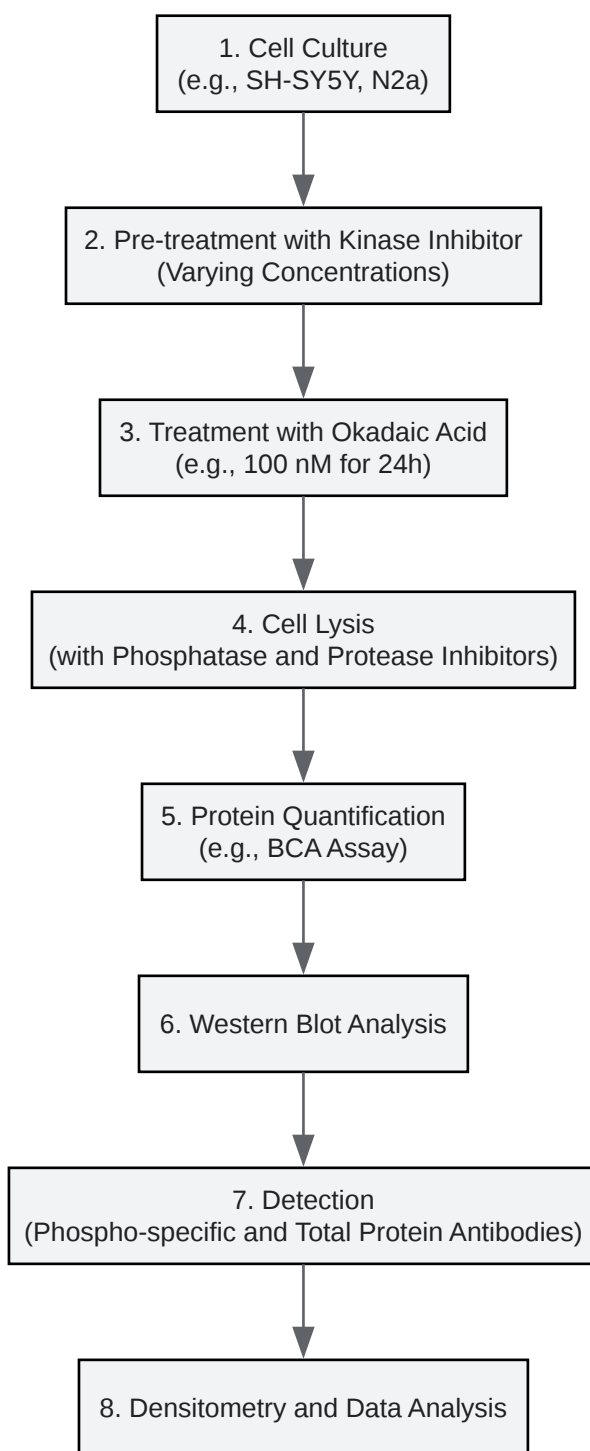 1. Cell Culture
(e.g., SH-SY5Y, N2a)
2. Pre-treatment with Kinase Inhibitor
(Varying Concentrations)
3. Treatment with Okadaic Acid
(e.g., 100 nM for 24h)
4. Cell Lysis
(with Phosphatase and Protease Inhibitors)
5. Protein Quantification
(e.g., BCA Assay)
6. Western Blot Analysis
7. Detection
(Phospho-specific and Total Protein Antibodies)
8. Densitometry and Data Analysis